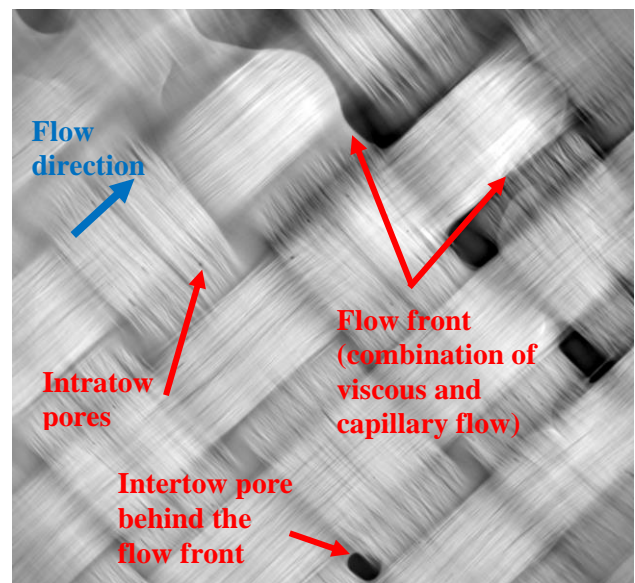 Flow
direction
Flow front
(combination of
viscous and
capillary flow)
Intratow
pores
Intertow pore
behind the
flow front